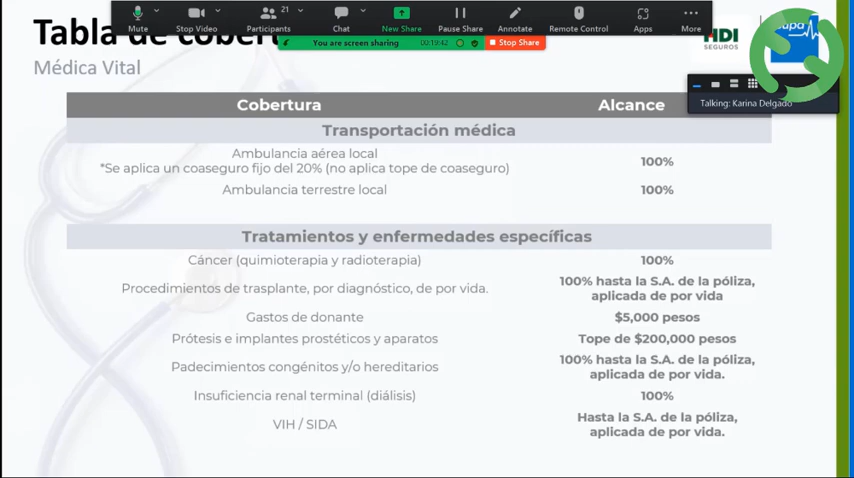 Mute
Stop Video
21
Participants
Chat
New Share
Pause Share
Annotate
Remote Control
Apps
More
You are screen sharing
00:19:42
Stop Share
Tabla de
Médica Vital
HDI
SEGUROS
Talking: Karina Delgado
Cobertura Alcance
Transportación médica
Ambulancia aérea local
*Se aplica un coaseguro fijo del 20% (no aplica tope de coaseguro) 100%
Ambulancia terrestre local 100%
Tratamientos y enfermedades específicas
Cáncer (quimioterapia y radioterapia) 100%
Procedimientos de trasplante, por diagnóstico, de por vida. 100% hasta la S.A. de la póliza,
aplicada de por vida
Gastos de donante $5,000 pesos
Prótesis e implantes prostéticos y aparatos Tope de $200,000 pesos
Padecimientos congénitos y/o hereditarios 100% hasta la S.A. de la póliza,
aplicada de por vida.
Insuficiencia renal terminal (diálisis) 100%
VIH / SIDA Hasta la S.A. de la póliza,
aplicada de por vida.